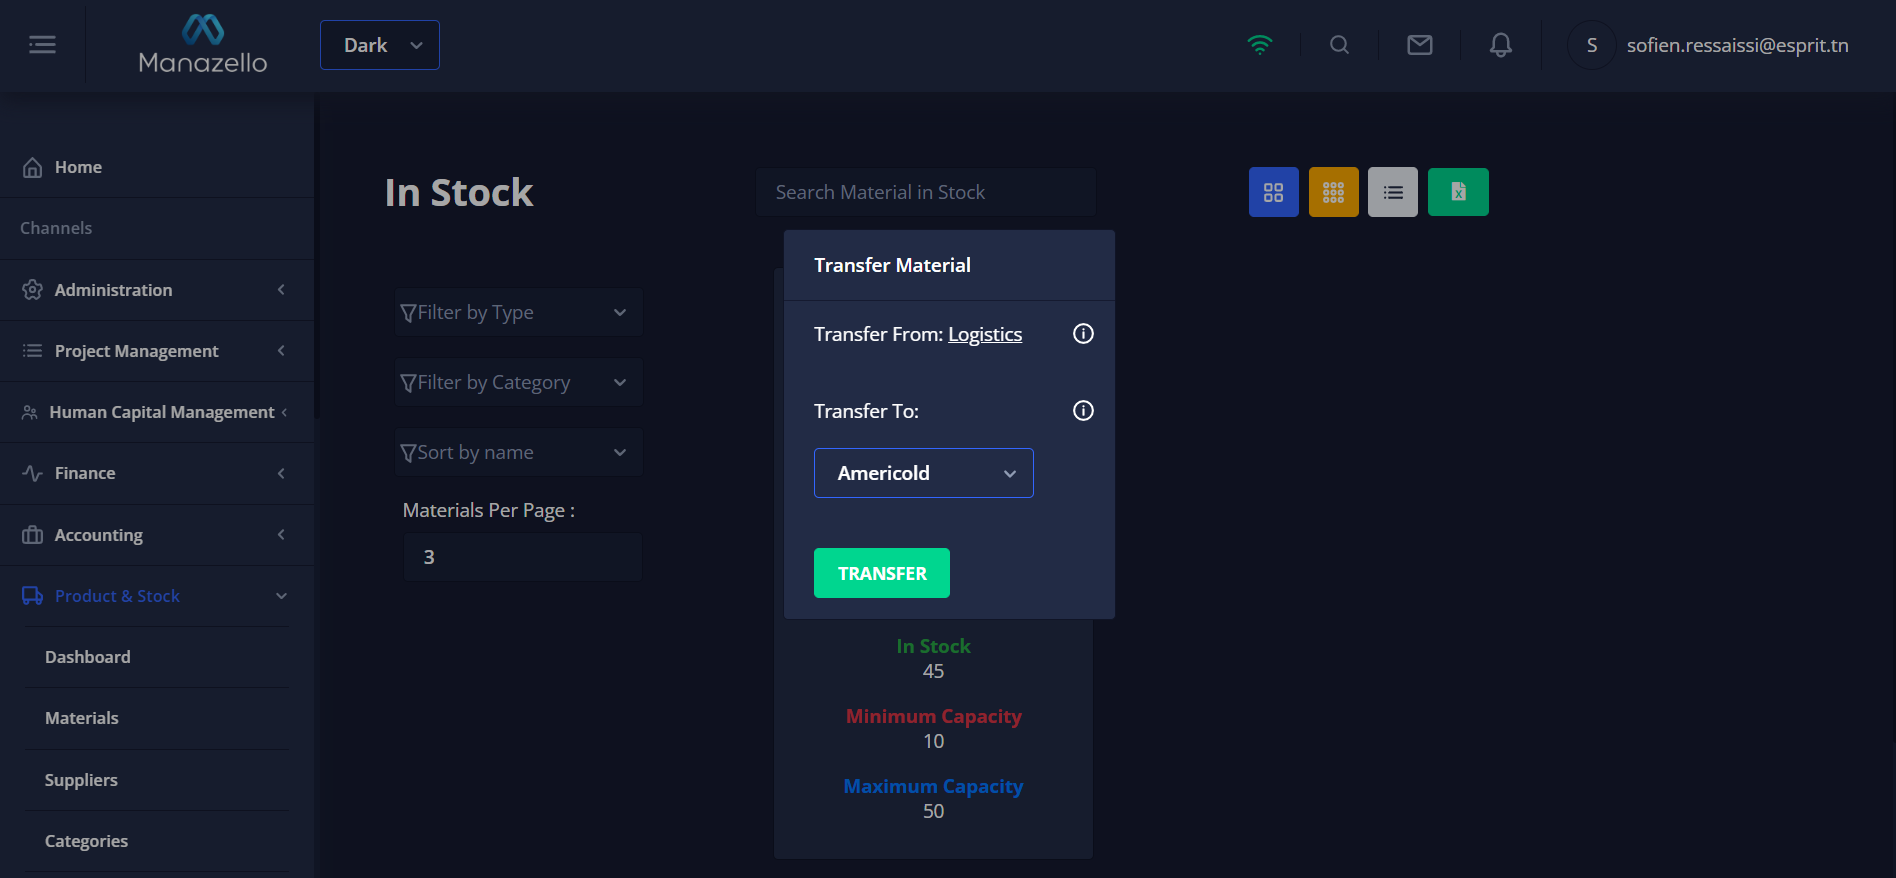 Manazello
Dark
S
sofien.ressaissi@esprit.tn
Home
Channels
Administration
Project Management
Human Capital Management
Finance
Accounting
Product & Stock
Dashboard
Materials
Suppliers
Categories
In Stock
Search Material in Stock
Filter by Type
Filter by Category
Sort by name
Materials Per Page :
3
Transfer Material
Transfer From: Logistics
Transfer To:
Americold
TRANSFER
In Stock
45
Minimum Capacity
10
Maximum Capacity
50